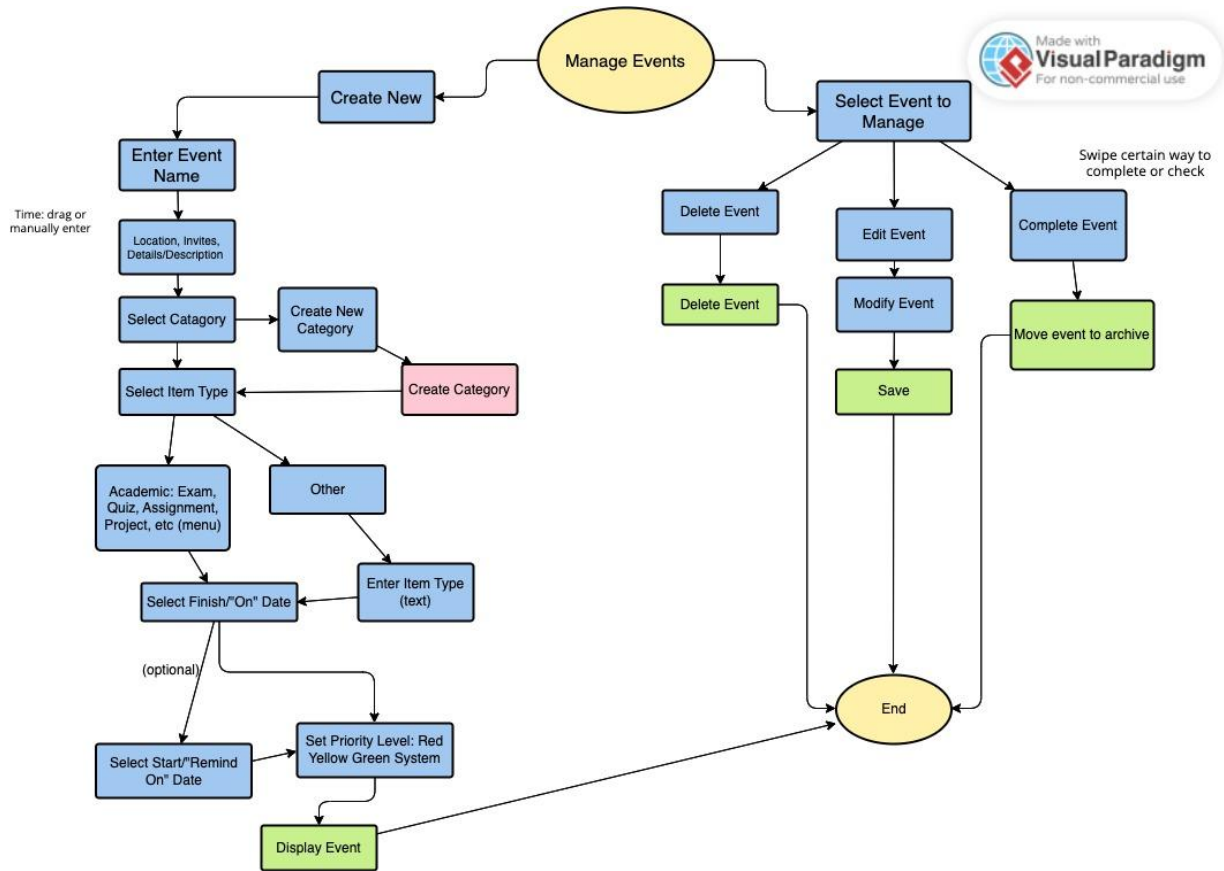 Manage Events
Made with
Visual Paradigm
For non-commercial use
Create New
Select Event to
Manage
Enter Event
Name
Swipe certain way to
complete or check
Time: drag or
manually enter
Location, Invites,
Details/Description
Delete Event
Edit Event
Complete Event
Select Catagory
Create New
Category
Delete Event
Modify Event
Move event to archive
Select Item Type
Create Category
Save
Academic: Exam,
Quiz, Assignment,
Project, etc (menu)
Other
Select Finish/"On" Date
Enter Item Type
(text)
(optional)
End
Select Start/"Remind
On" Date
Set Priority Level: Red
Yellow Green System
Display Event